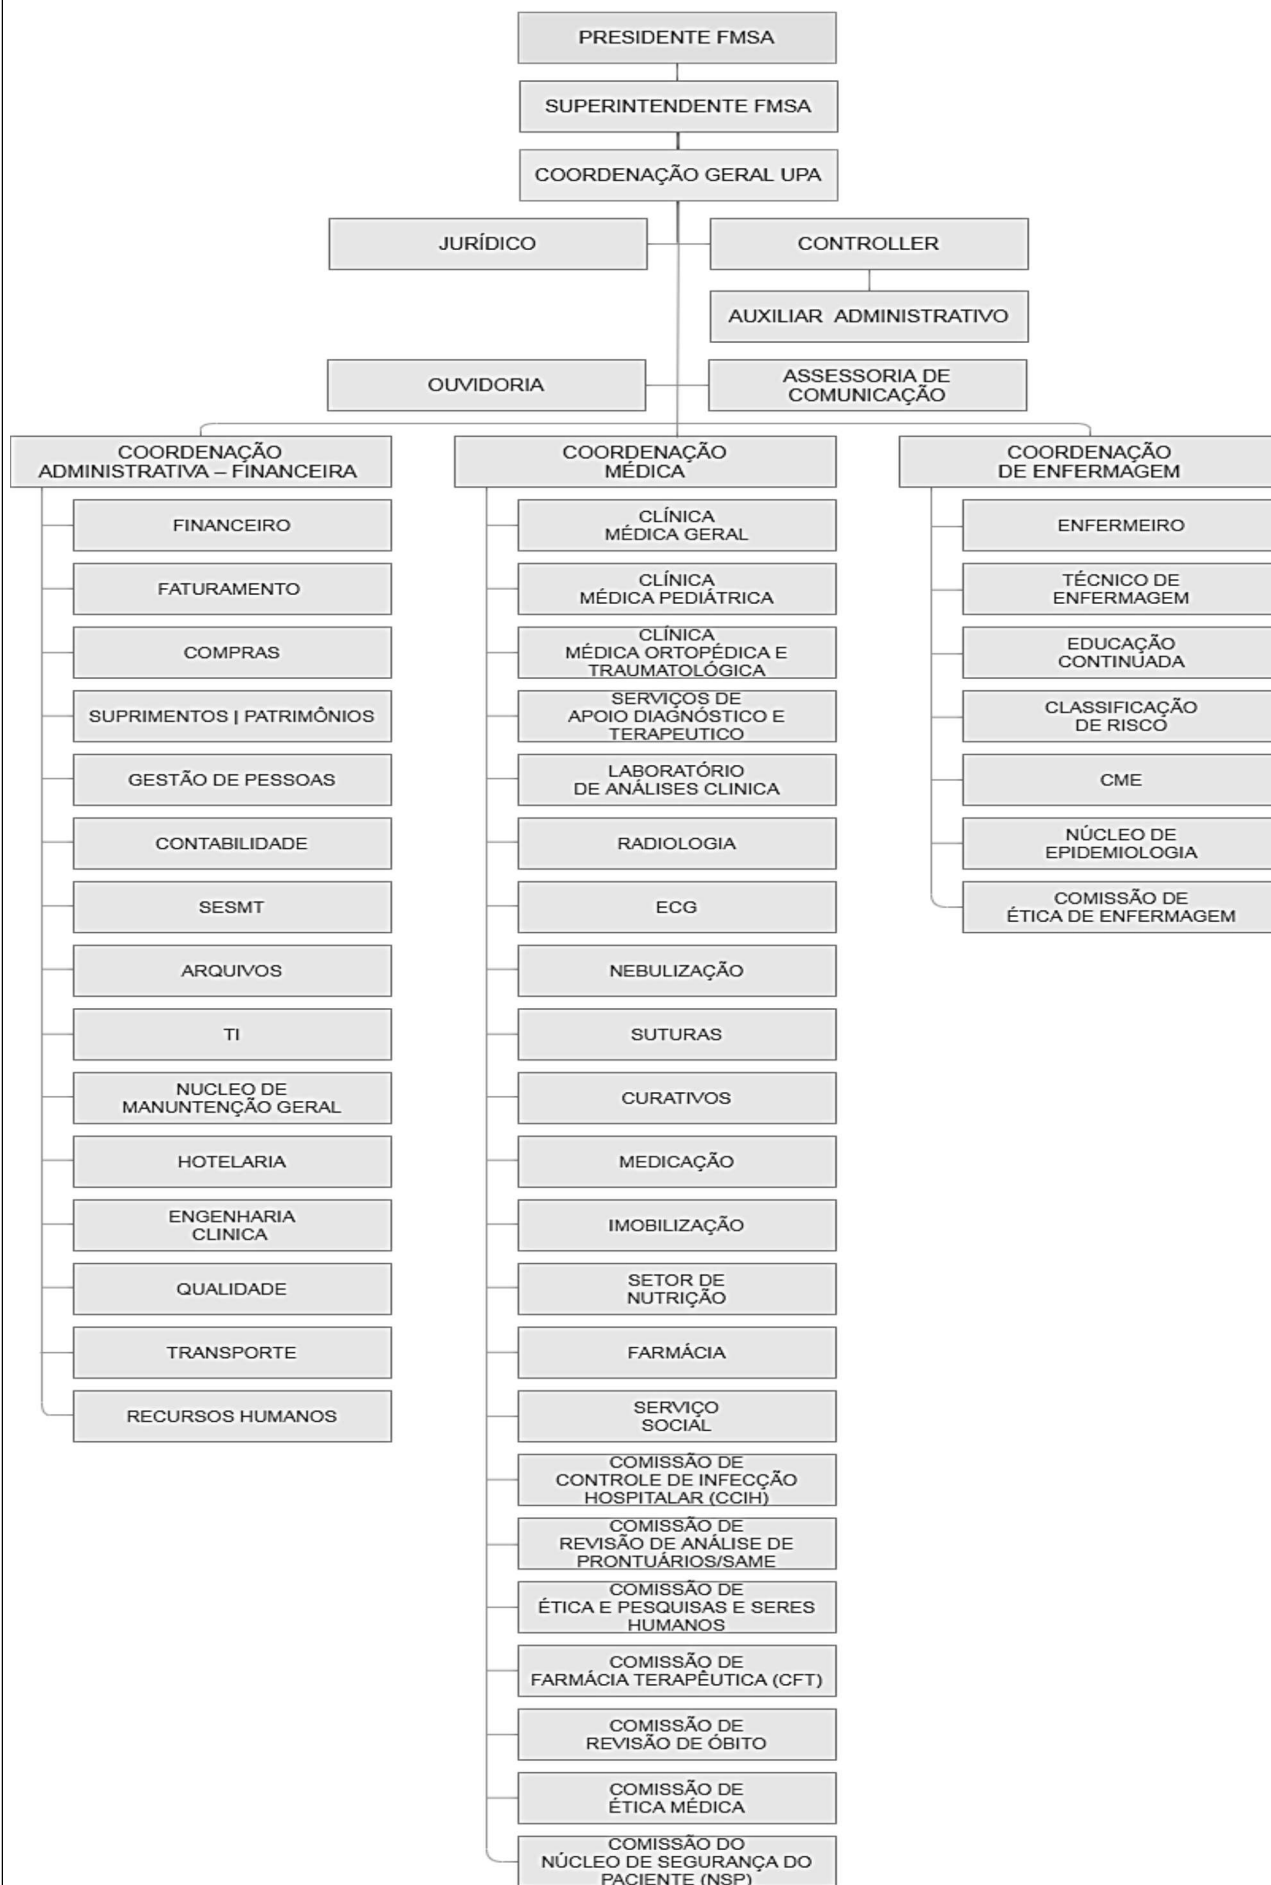 PRESIDENTE FMSA
SUPERINTENDENTE FMSA
COORDENAÇÃO GERAL UPA
JURÍDICO
CONTROLLER
AUXILIAR ADMINISTRATIVO
OUVIDORIA
ASSESSORIA DE
COMUNICAÇÃO
COORDENAÇÃO
ADMINISTRATIVA – FINANCEIRA
FINANCEIRO
FATURAMENTO
COMPRAS
SUPRIMENTOS | PATRIMÔNIOS
GESTÃO DE PESSOAS
CONTABILIDADE
SESMT
ARQUIVOS
TI
NUCLEO DE
MANUNTENÇÃO GERAL
HOTELARIA
ENGENHARIA
CLINICA
QUALIDADE
TRANSPORTE
RECURSOS HUMANOS
COORDENAÇÃO
MÉDICA
CLÍNICA
MÉDICA GERAL
CLÍNICA
MÉDICA PEDIÁTRICA
CLÍNICA
MÉDICA ORTOPÉDICA E
TRAUMATOLÓGICA
SERVIÇOS DE
APOIO DIAGNÓSTICO E
TERAPEUTICO
LABORATÓRIO
DE ANÁLISES CLINICA
RADIOLOGIA
ECG
NEBULIZAÇÃO
SUTURAS
CURATIVOS
MEDICAÇÃO
IMOBILIZAÇÃO
SETOR DE
NUTRIÇÃO
FARMÁCIA
SERVIÇO
SOCIAL
COMISSÃO DE
CONTROLE DE INFECÇÃO
HOSPITALAR (CCIH)
COMISSÃO DE
REVISÃO DE ANÁLISE DE
PRONTUÁRIOS/SAME
COMISSÃO DE
ÉTICA E PESQUISAS E SERES
HUMANOS
COMISSÃO DE
FARMÁCIA TERAPÊUTICA (CFT)
COMISSÃO DE
REVISÃO DE ÓBITO
COMISSÃO DE
ÉTICA MÉDICA
COMISSÃO DO
NÚCLEO DE SEGURANÇA DO
PACIENTE (NSP)
COORDENAÇÃO
DE ENFERMAGEM
ENFERMEIRO
TÉCNICO DE
ENFERMAGEM
EDUCAÇÃO
CONTINUADA
CLASSIFICAÇÃO
DE RISCO
CME
NÚCLEO DE
EPIDEMIOLOGIA
COMISSÃO DE
ÉTICA DE ENFERMAGEM